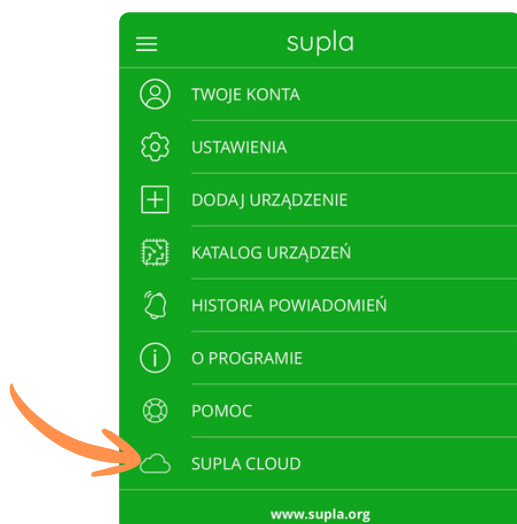 supla
TWOJE KONTA
USTAWIENIA
DODAJ URZĄDZENIE
KATALOG URZĄDZEŃ
HISTORIA POWIADOMIEŃ
O PROGRAMIE
POMOC
SUPLA CLOUD
www.supla.org